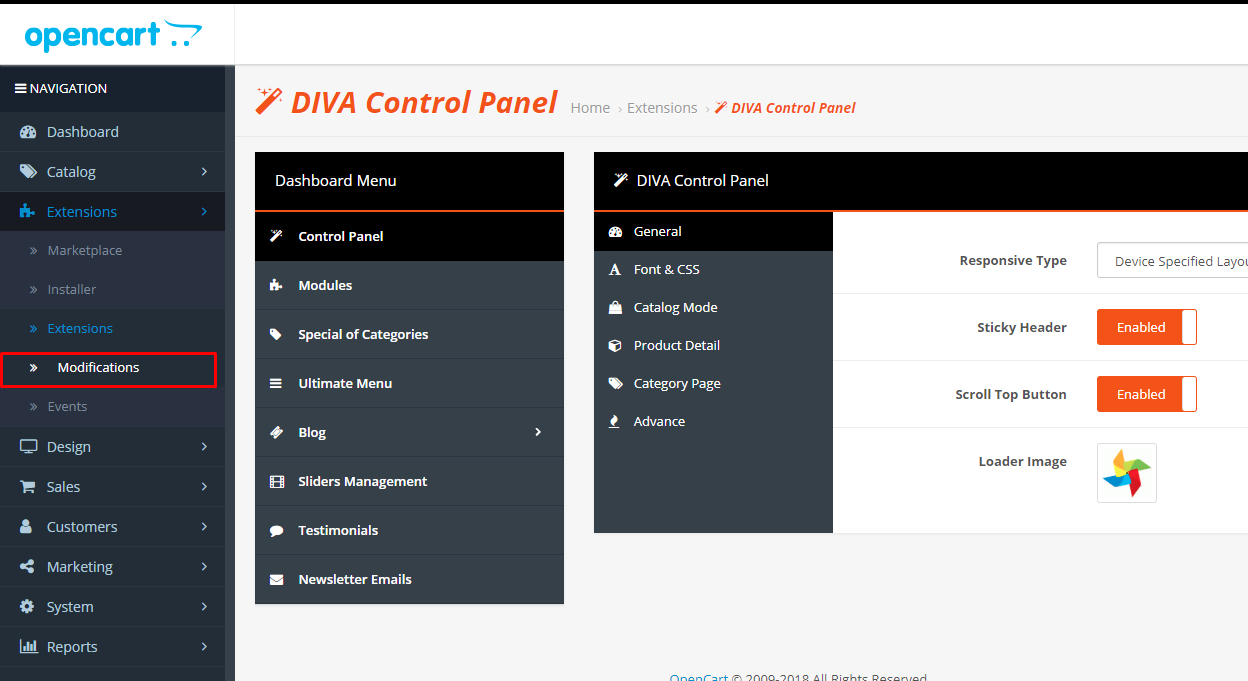 opencart
NAVIGATION
Dashboard
Catalog
Extensions
Marketplace
Installer
Extensions
Modifications
Events
Design
Sales
Customers
Marketing
System
Reports
DIVA Control Panel
Home › Extensions › DIVA Control Panel
Dashboard Menu
Control Panel
Modules
Special of Categories
Ultimate Menu
Blog
Sliders Management
Testimonials
Newsletter Emails
DIVA Control Panel
General
Font & CSS
Catalog Mode
Product Detail
Category Page
Advance
Responsive Type
Device Specified Layou
Sticky Header
Enabled
Scroll Top Button
Enabled
Loader Image
OpenCart © 2009-2018 All Rights Reserved.